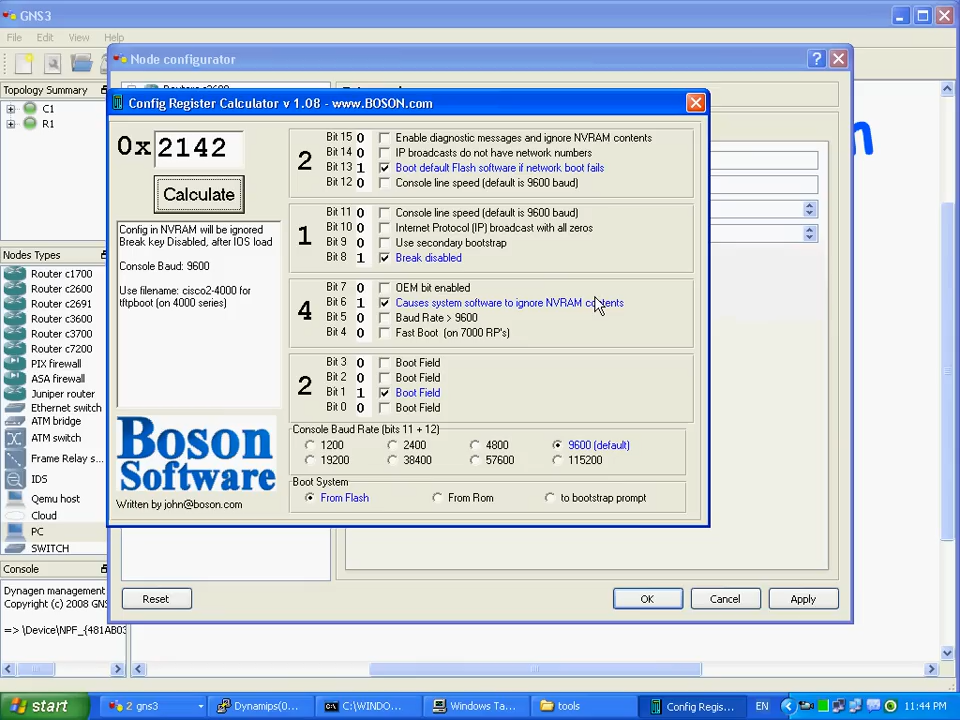 GNS3
File Edit View Help
Node configurator
Topology Summary
C1
R1
Config Register Calculator v 1.08 - www.BOSON.com
0x 2142
Calculate
Config in NVRAM will be ignored
Break key Disabled, after IOS load
Console Baud: 9600
Use filename: cisco2-4000 for
tftpboot (on 4000 series)
2
Bit 15 0 Enable diagnostic messages and ignore NVRAM contents
Bit 14 0 IP broadcasts do not have network numbers
Bit 13 1 Boot default Flash software if network boot fails
Bit 12 0 Console line speed (default is 9600 baud)
1
Bit 11 0 Console line speed (default is 9600 baud)
Bit 10 0 Internet Protocol (IP) broadcast with all zeros
Bit 9 0 Use secondary bootstrap
Bit 8 1 Break disabled
4
Bit 7 0 OEM bit enabled
Bit 6 1 Causes system software to ignore NVRAM contents
Bit 5 0 Baud Rate > 9600
Bit 4 0 Fast Boot (on 7000 RP's)
2
Bit 3 0 Boot Field
Bit 2 0 Boot Field
Bit 1 1 Boot Field
Bit 0 0 Boot Field
Console Baud Rate (bits 11 + 12)
1200 2400 4800 9600 (default)
19200 38400 57600 115200
Boot System
From Flash From Rom to bootstrap prompt
Boson
Software
Written by john@boson.com
Nodes Types
Router c1700
Router c2600
Router c2691
Router c3600
Router c3700
Router c7200
PIX firewall
ASA firewall
Juniper router
Ethernet switch
ATM bridge
ATM switch
Frame Relay s...
IDS
Qemu host
Cloud
PC
SWITCH
Console
Dynagen management
Copyright (c) 2008 GNS
=> \Device\NPF_{481AB03
Reset OK Cancel Apply
start
2 gns3
Dynamips(0...
C:\WINDO...
Windows Ta...
tools
Config Regis...
EN
11:44 PM